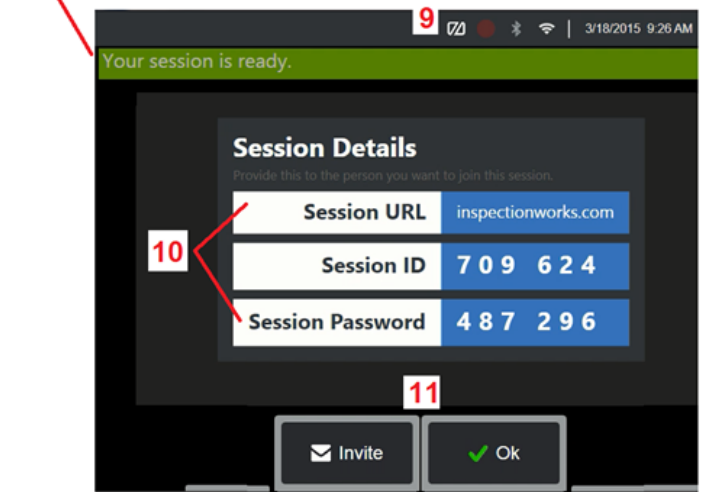 9
3/18/2015 9:26 AM
Your session is ready.
Session Details
Provide this to the person you want to join this session.
Session URL inspectionworks.com
10
Session ID 709 624
Session Password 487 296
11
Invite Ok